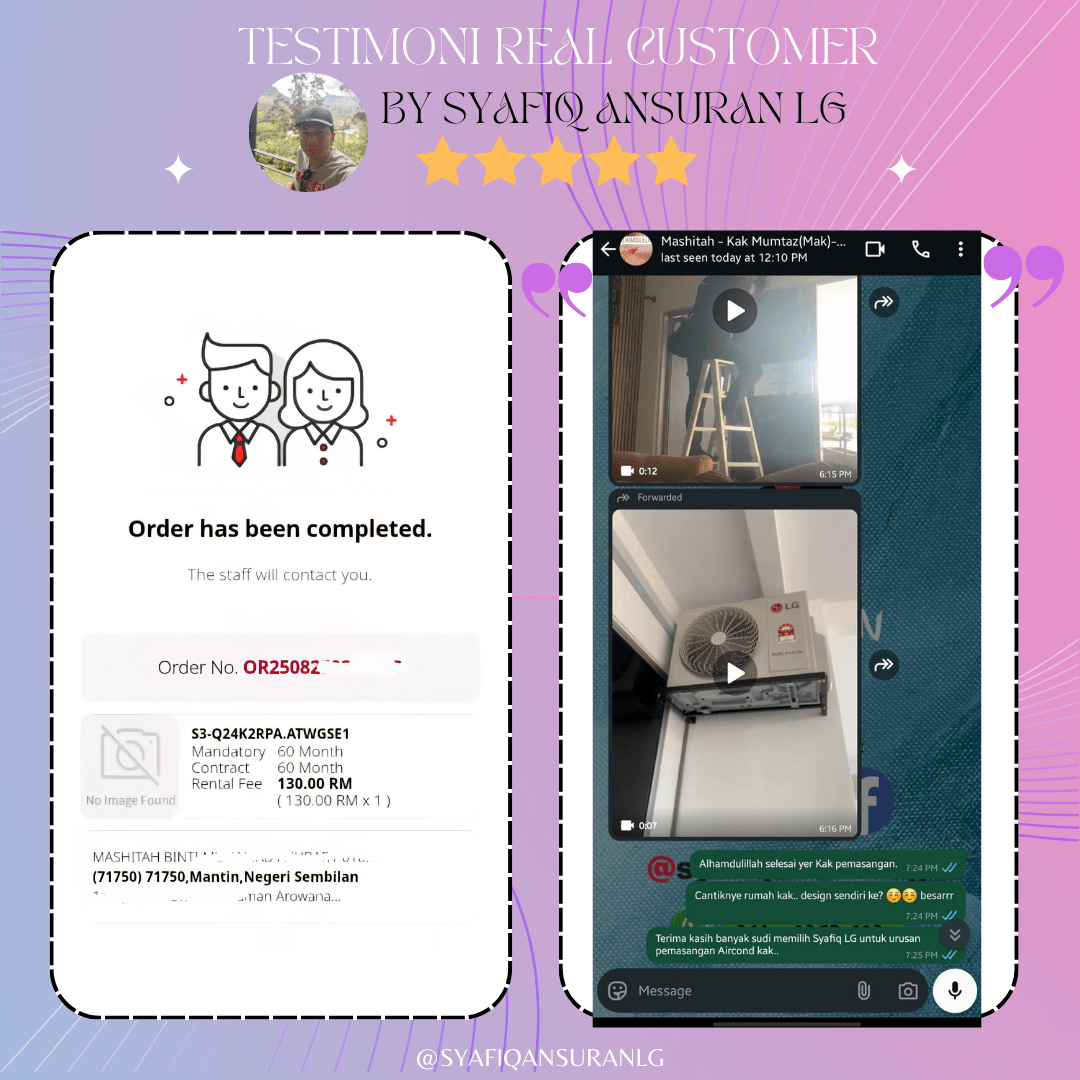 TESTIMONI REAL CUSTOMER
BY SYAFIQ ANSURAN LG
Order has been completed.
The staff will contact you.
Order No. OR25082
No Image Found
S3-Q24K2RPA.ATWGSE1
Mandatory 60 Month
Contract 60 Month
Rental Fee 130.00 RM
( 130.00 RM x 1 )
MASHITAH BINTI
(71750) 71750,Mantin,Negeri Sembilan
Arowana...
Mashitah - Kak Mumtaz(Mak)-...
last seen today at 12:10 PM
0:12
6:15 PM
Forwarded
LG
0:07
6:16 PM
Alhamdulillah selesai yer Kak pemasangan.
7:24 PM
Cantiknya rumah kak.. design sendiri ke? ☺️☺️ besarrr
7:24 PM
Terima kasih banyak sudi memilih Syafiq LG untuk urusan
pemasangan Aircond kak..
7:25 PM
Message
@SYAFIQANSURANLG